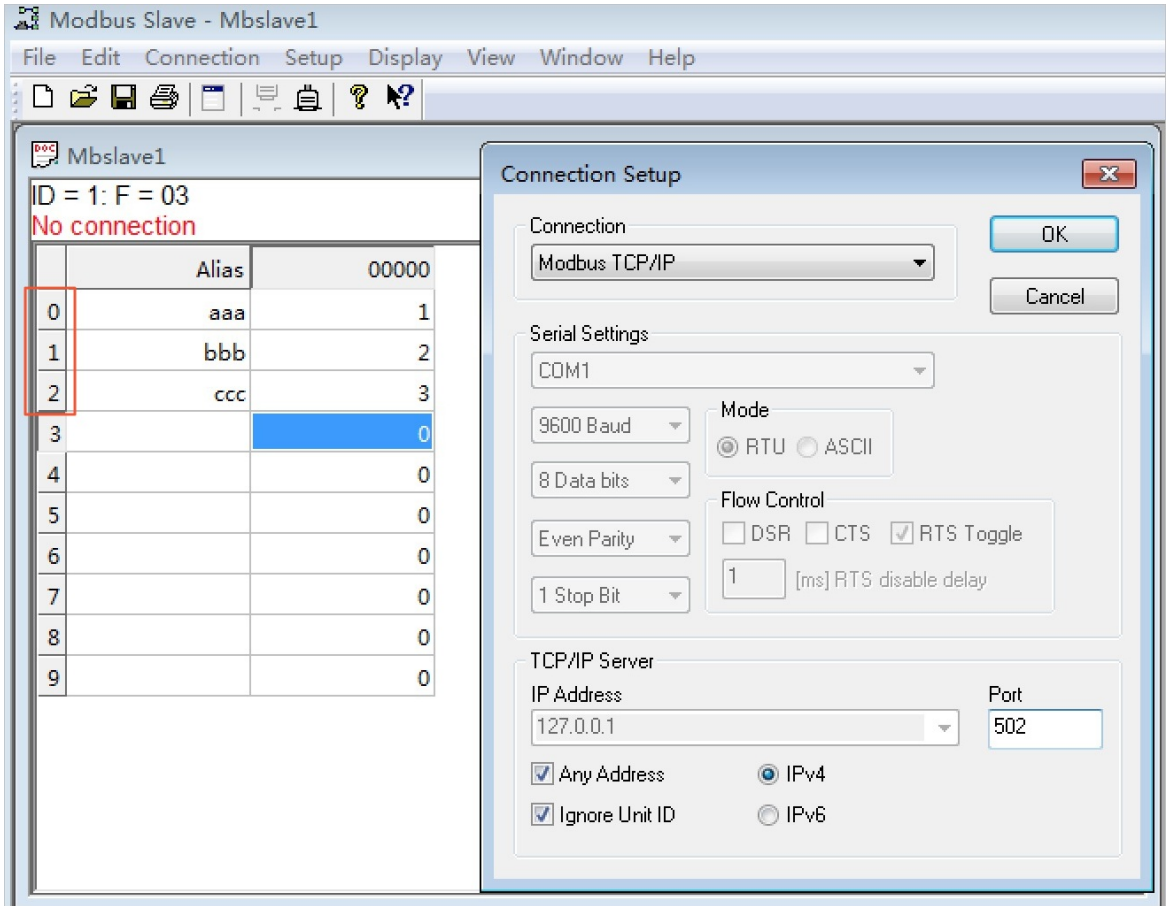 Modbus Slave - Mbslave1
File Edit Connection Setup Display View Window Help
DOC
Mbslave1
ID = 1: F = 03
No connection
Alias 00000
0 aaa 1
1 bbb 2
2 ccc 3
3 0
4 0
5 0
6 0
7 0
8 0
9 0
Connection Setup
Connection
Modbus TCP/IP
OK
Cancel
Serial Settings
COM1
9600 Baud
8 Data bits
Even Parity
1 Stop Bit
Mode
RTU ASCII
Flow Control
DSR CTS RTS Toggle
1 [ms] RTS disable delay
TCP/IP Server
IP Address
127.0.0.1
Port
502
Any Address
IPv4
Ignore Unit ID
IPv6